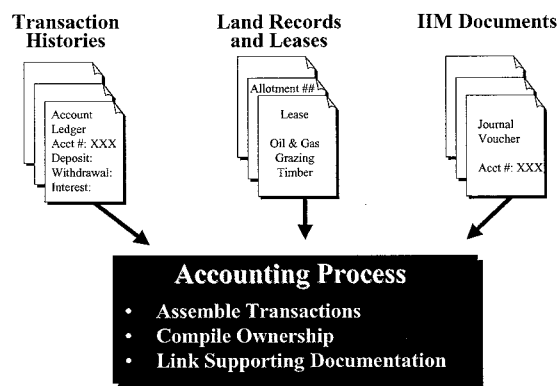 Transaction
Histories
Land Records
and Leases
IIM Documents
Account
Ledger
Acct #: XXX
Deposit:
Withdrawal:
Interest:
Allotment ##
Lease
Oil & Gas
Grazing
Timber
Journal
Voucher
Acct #: XXX
Accounting Process
• Assemble Transactions
• Compile Ownership
• Link Supporting Documentation